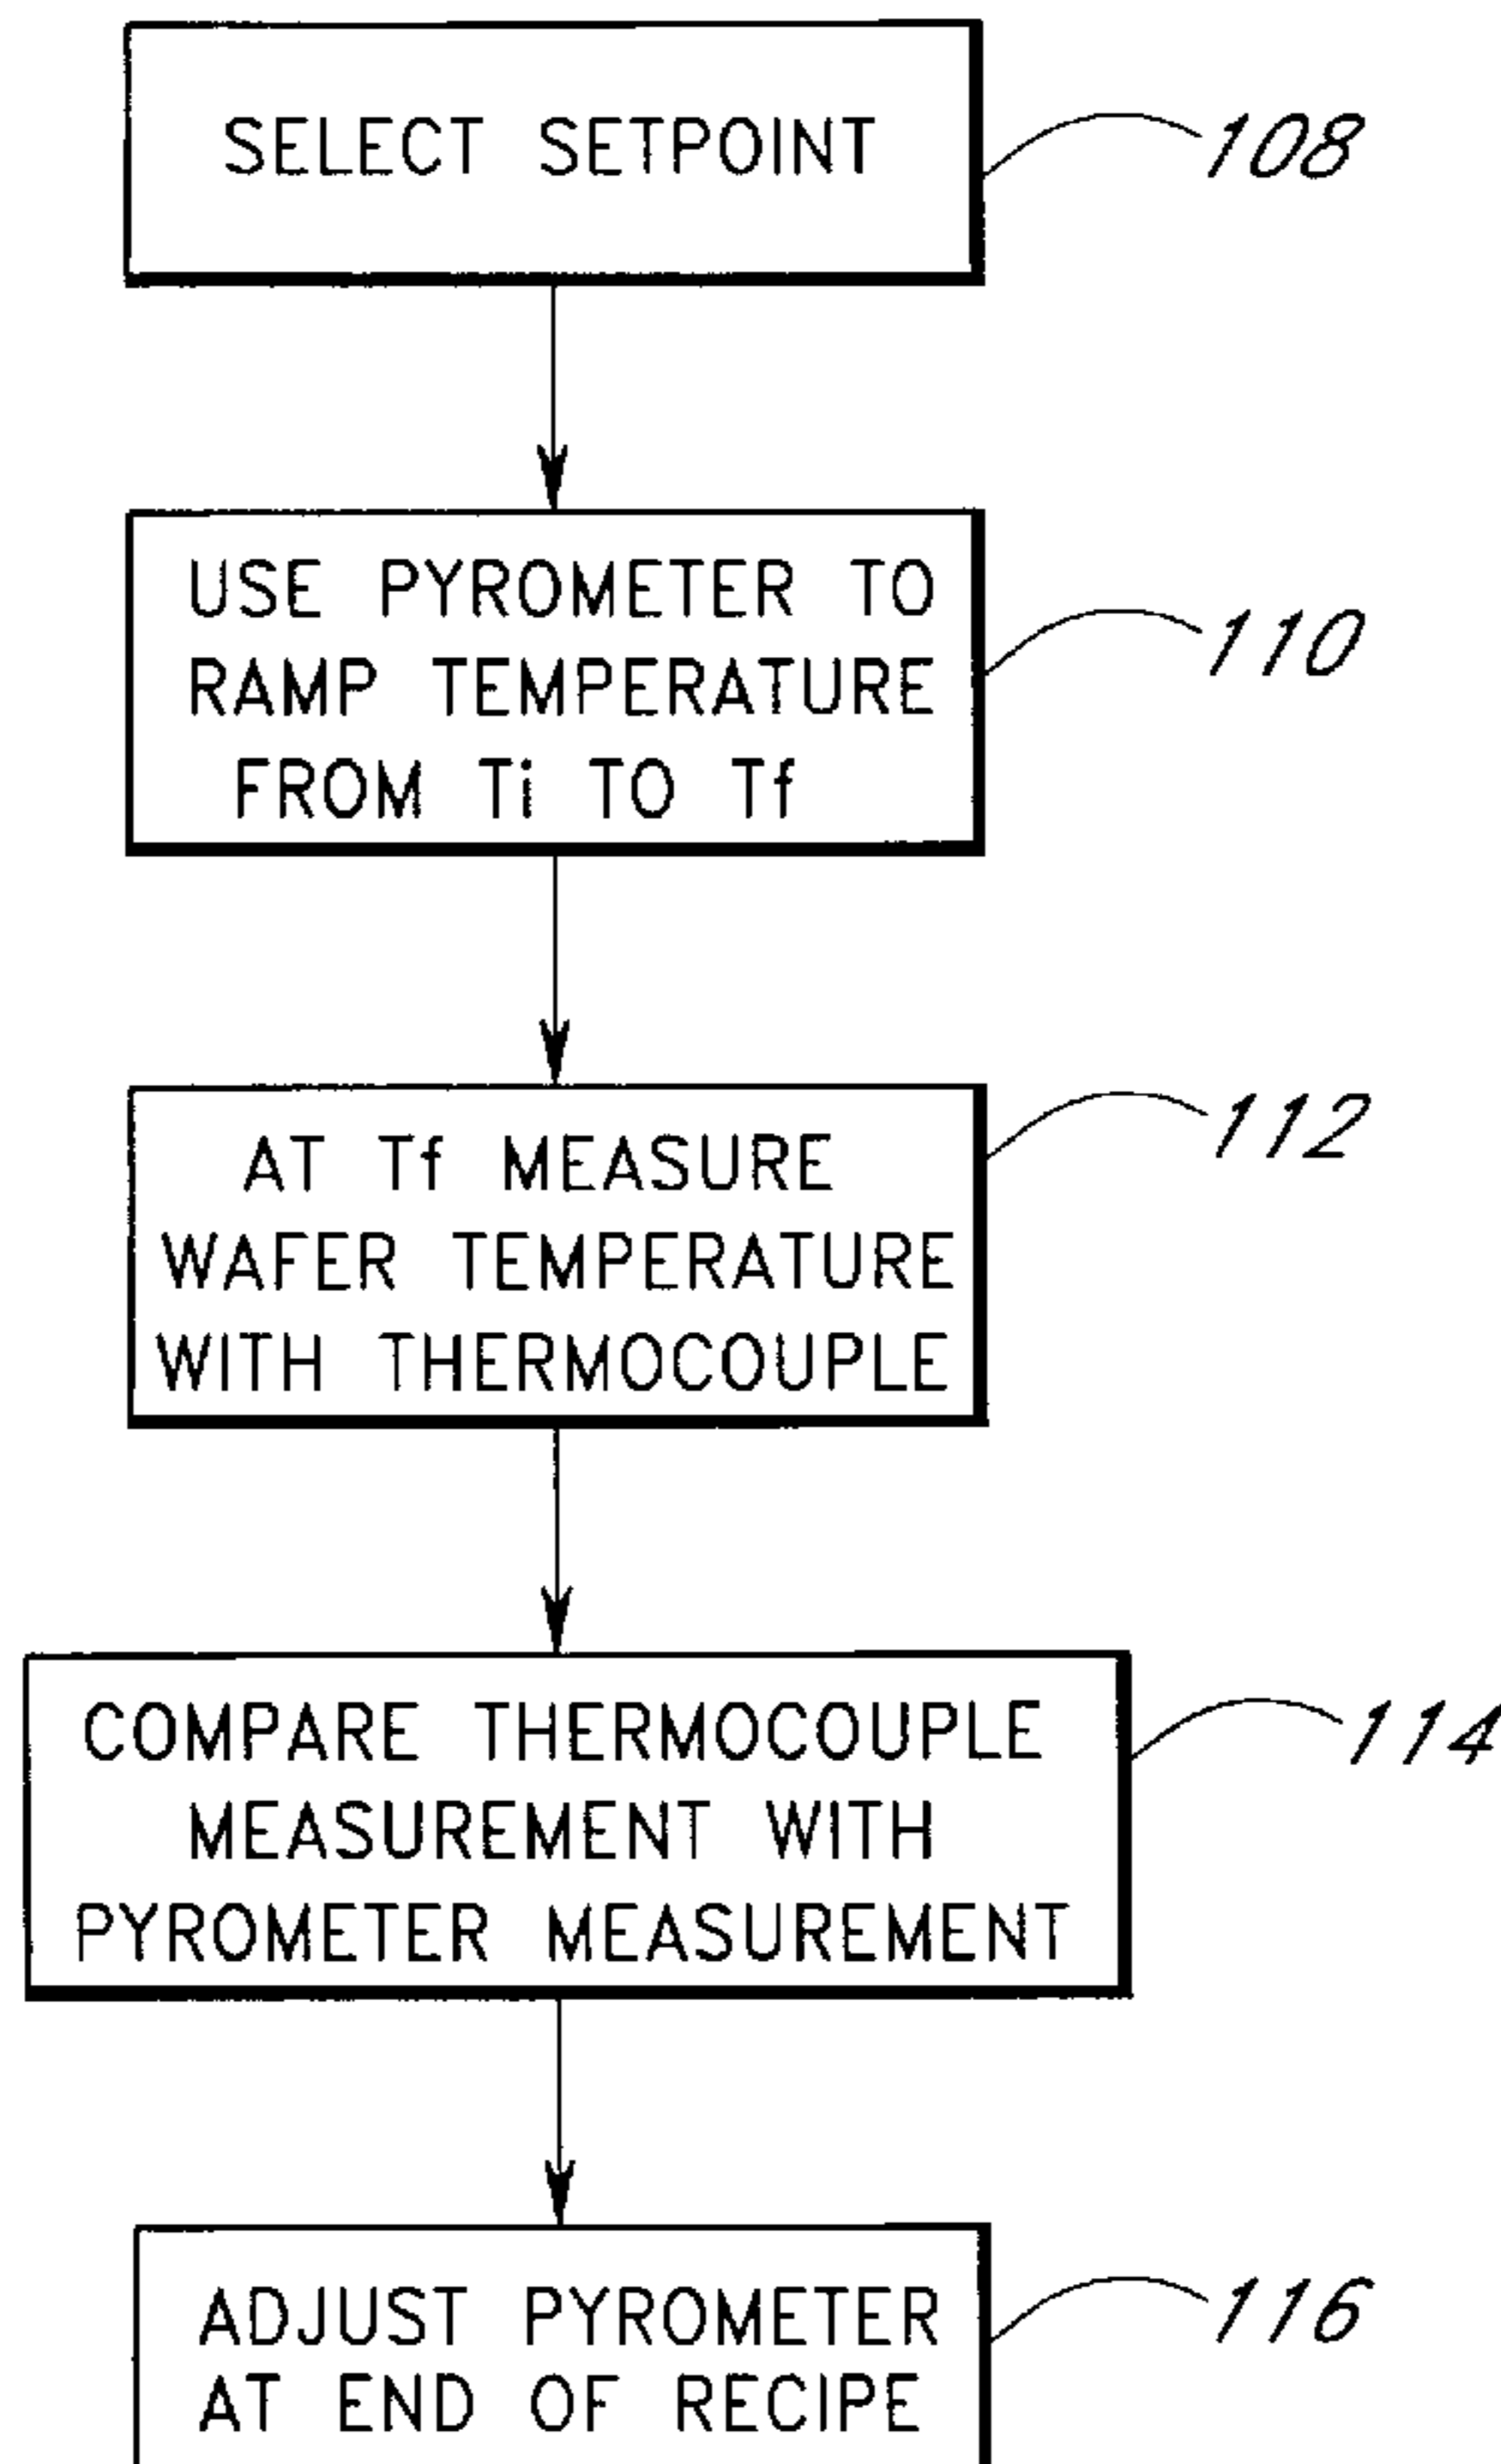 SELECT SETPOINT
108
USE PYROMETER TO
RAMP TEMPERATURE
FROM Ti TO Tf
110
AT Tf MEASURE
WAFER TEMPERATURE
WITH THERMOCOUPLE
112
COMPARE THERMOCOUPLE
MEASUREMENT WITH
PYROMETER MEASUREMENT
114
ADJUST PYROMETER
AT END OF RECIPE
116